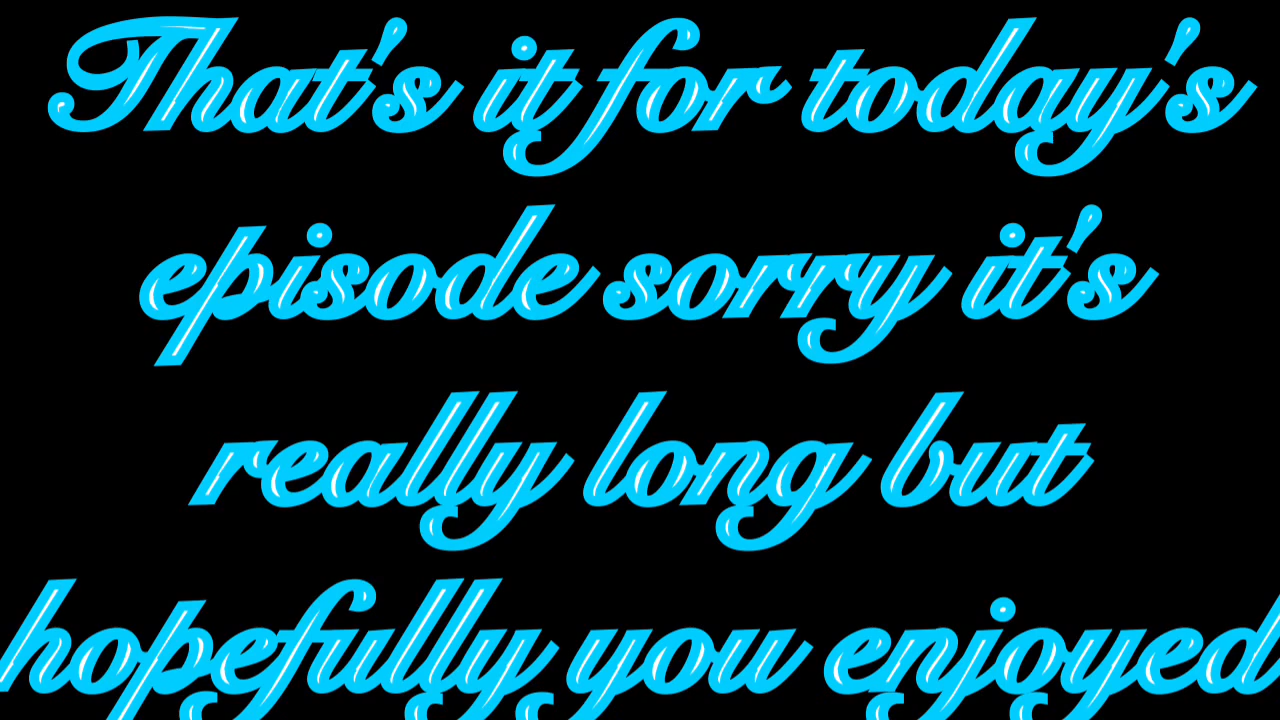 That's it for today's
episode sorry it's
really long but
hopefully you enjoyed